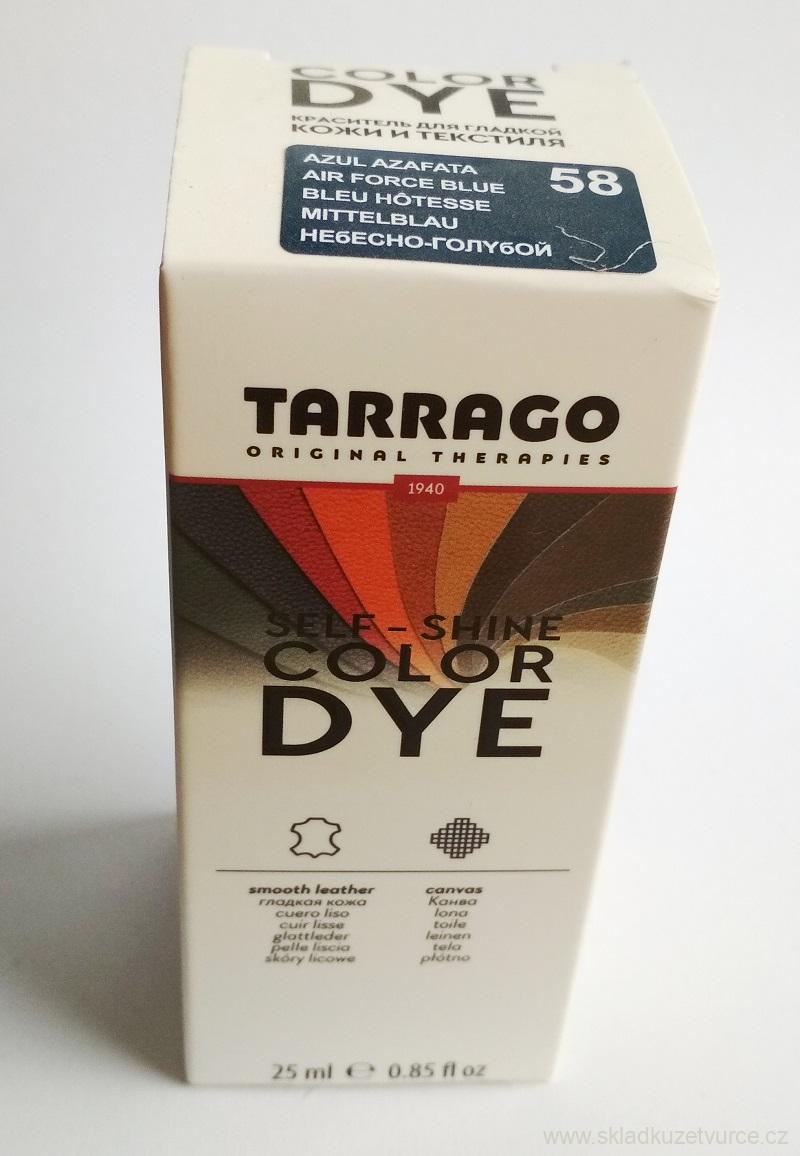 COLOR
DYE
КРАСИТЕЛЬ ДЛЯ ГЛАДКОЙ
КОЖИ И ТЕКСТИЛЯ
AZUL AZAFATA
AIR FORCE BLUE
BLEU HÔTESSE
MITTELBLAU
НЕбЕСНО-ГОЛУбОЙ
58
TARRAGO
ORIGINAL THERAPIES
1940
SELF – SHINE
COLOR
DYE
smooth leather
гладкая кожа
cuero liso
cuir lisse
glattleder
pelle liscia
skóry licowe
canvas
Канва
lona
toile
leinen
tela
płótno
25 ml ℮ 0.85 fl oz
www.skladkuzetvurce.cz